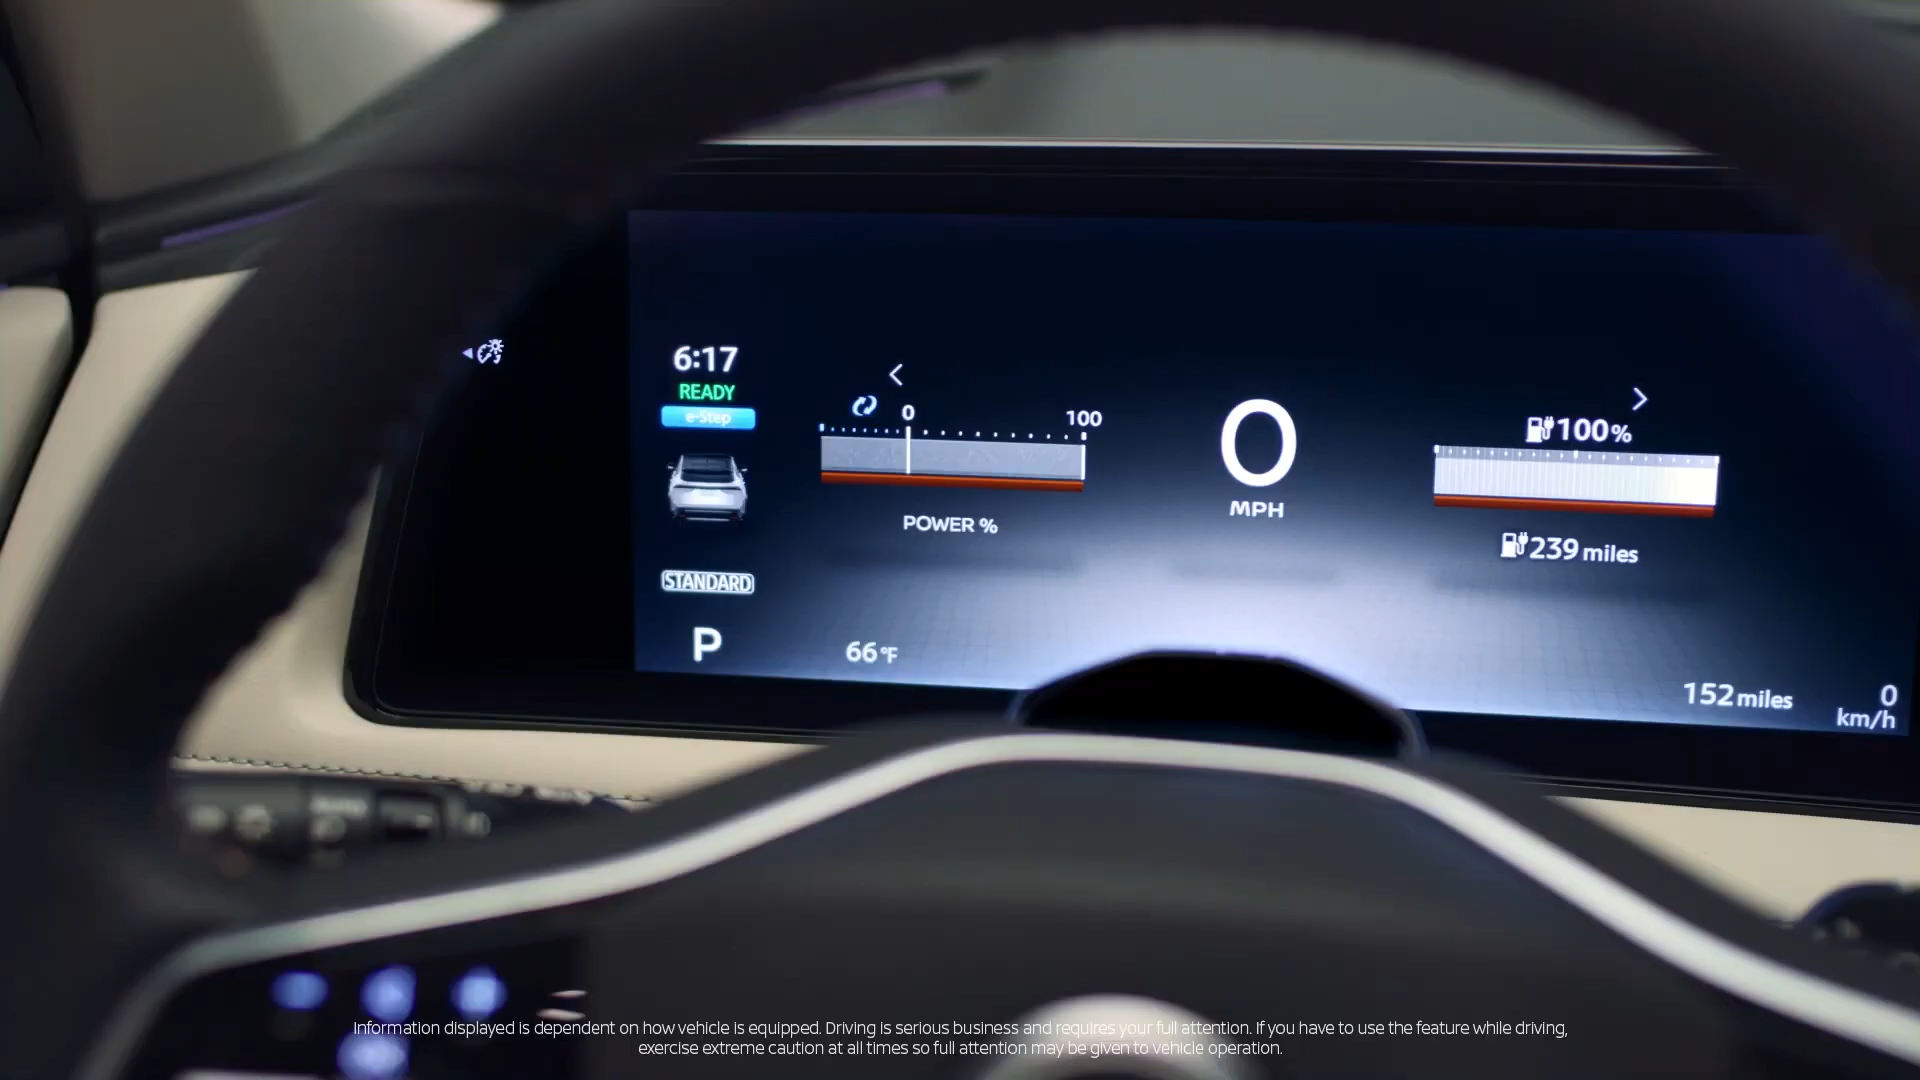 6:17
READY
e-Step
0
100
POWER %
STANDARD
P
66°F
0
MPH
100%
239 miles
152 miles
0
km/h
Information displayed is dependent on how vehicle is equipped. Driving is serious business and requires your full attention. If you have to use the feature while driving,
exercise extreme caution at all times so full attention may be given to vehicle operation.